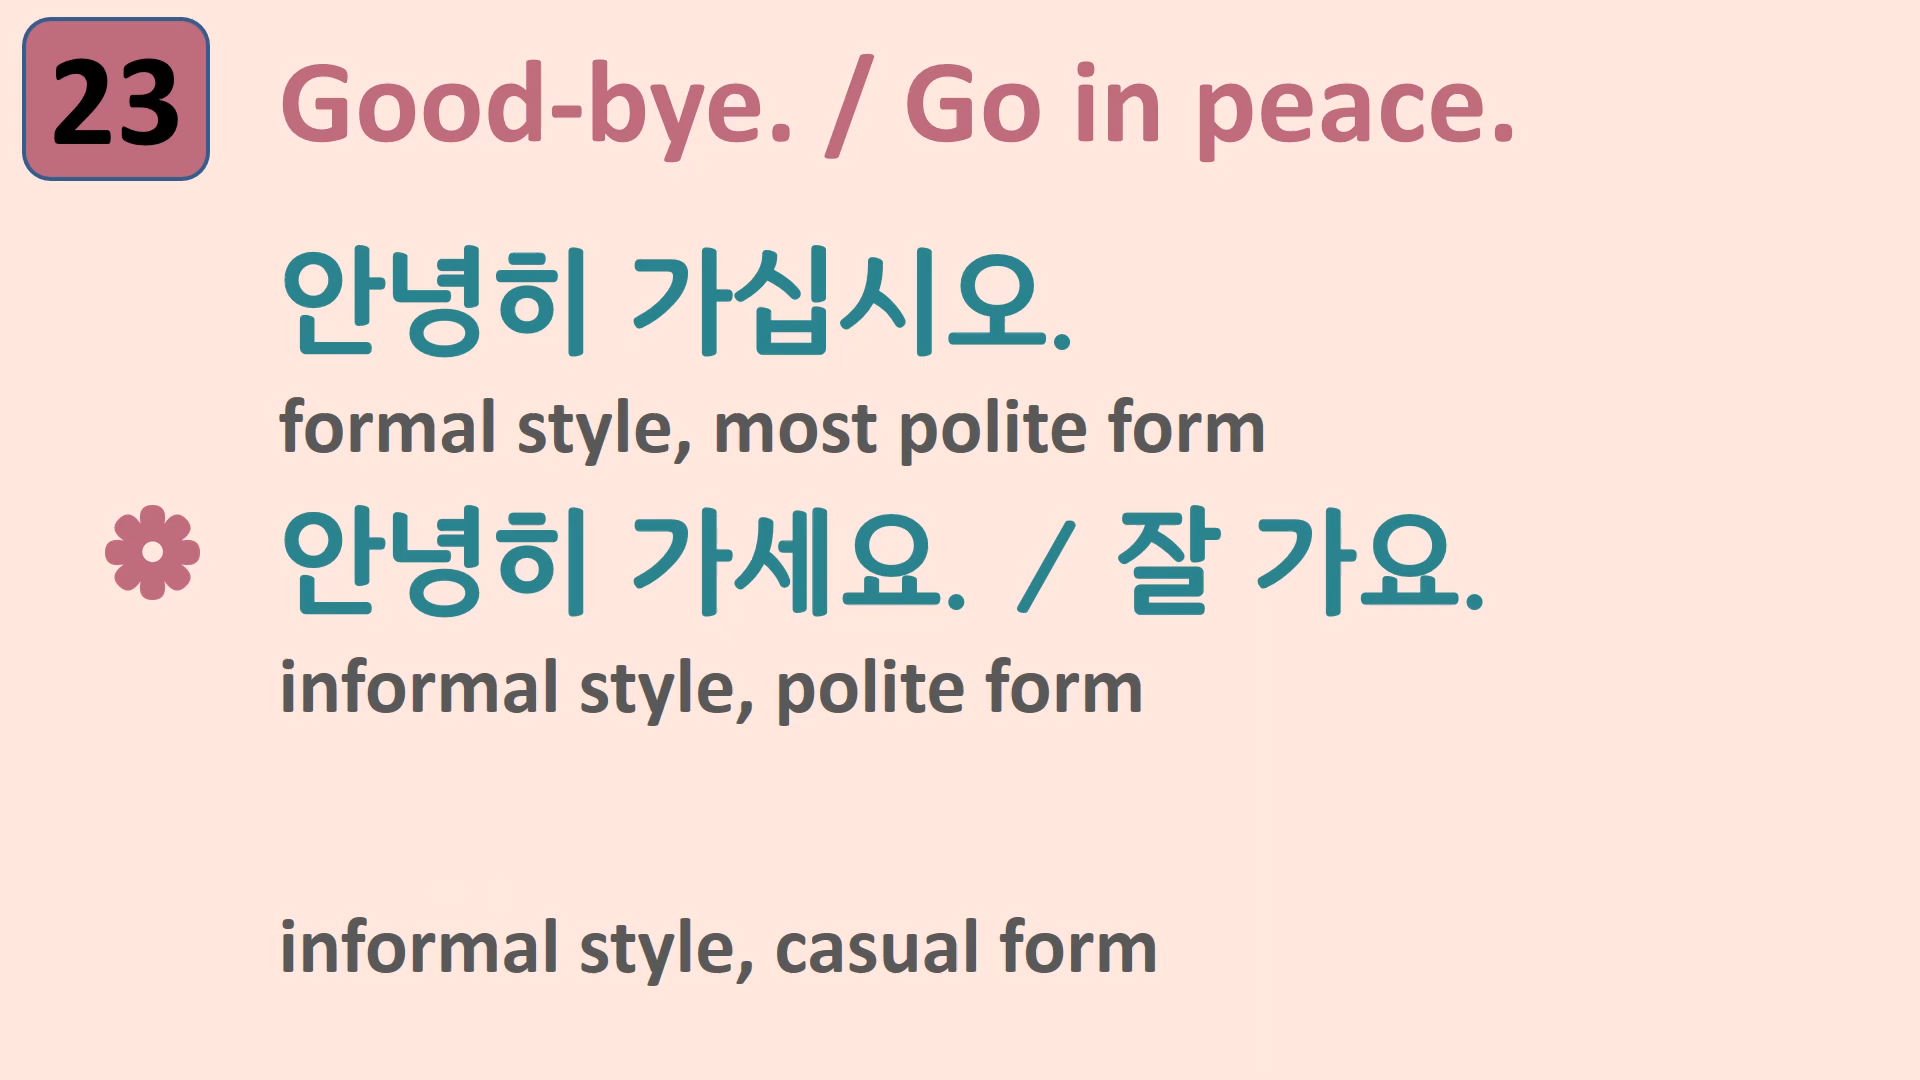 23
Good-bye. / Go in peace.
안녕히 가십시오.
formal style, most polite form
안녕히 가세요. / 잘 가요.
informal style, polite form
informal style, casual form